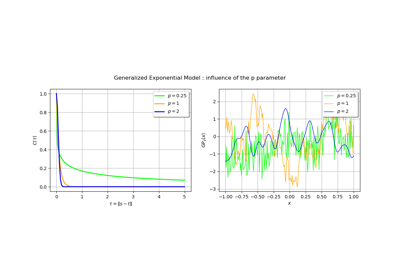 Generalized Exponential Model : influence of the p parameter
1.0
0.8
0.6
0.4
0.2
0.0
C(τ)
p = 0.25
p = 1
p = 2
0 1 2 3 4 5
τ = ||s − t||
2
1
0
−1
−2
−3
p = 0.25
p = 1
p = 2
−1.00 −0.75 −0.50 −0.25 0.00 0.25 0.50 0.75 1.00
x